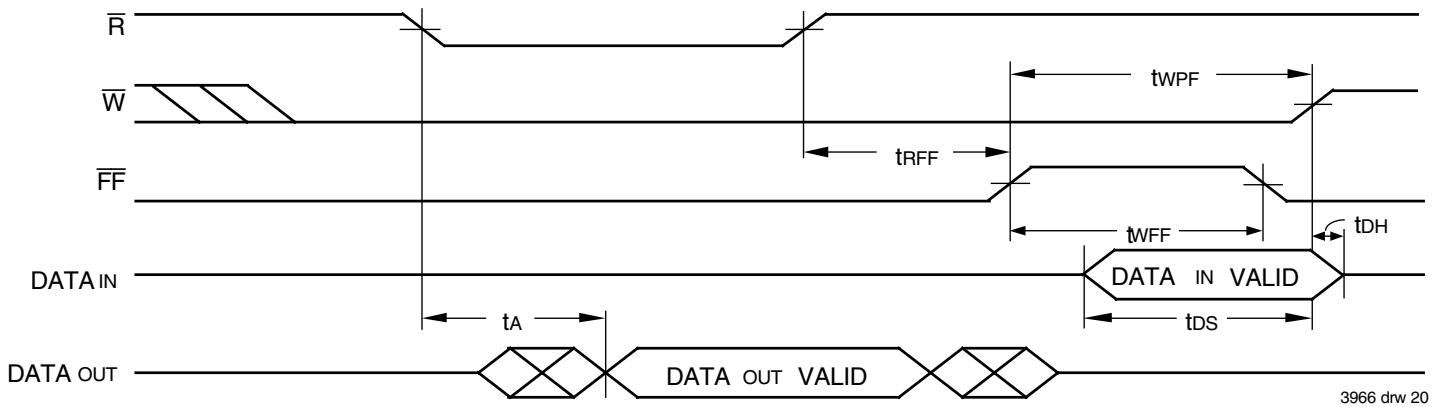 R̅
tWPF
W̅
tRFF
F̅F̅
tWFF
tDH
DATA IN
DATA IN VALID
tA
tDS
DATA OUT
DATA OUT VALID
3966 drw 20